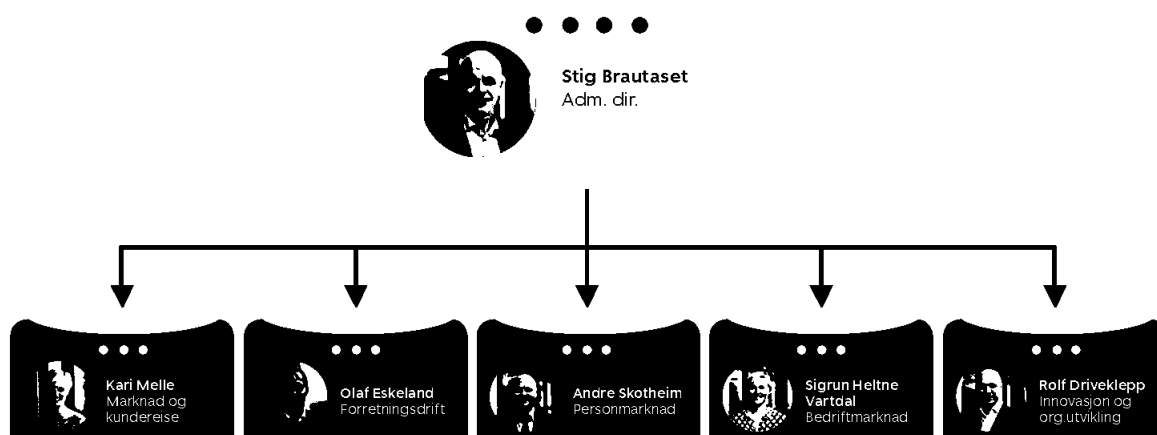 Stig Brautaset
Adm. dir.
Kari Melle
Marknad og
kundereise
Olaf Eskeland
Forretningsdrift
Andre Skotheim
Personmarknad
Sigrun Heltne
Vartdal
Bedriftmarknad
Rolf Driveklepp
Innovasjon og
org.utvikling